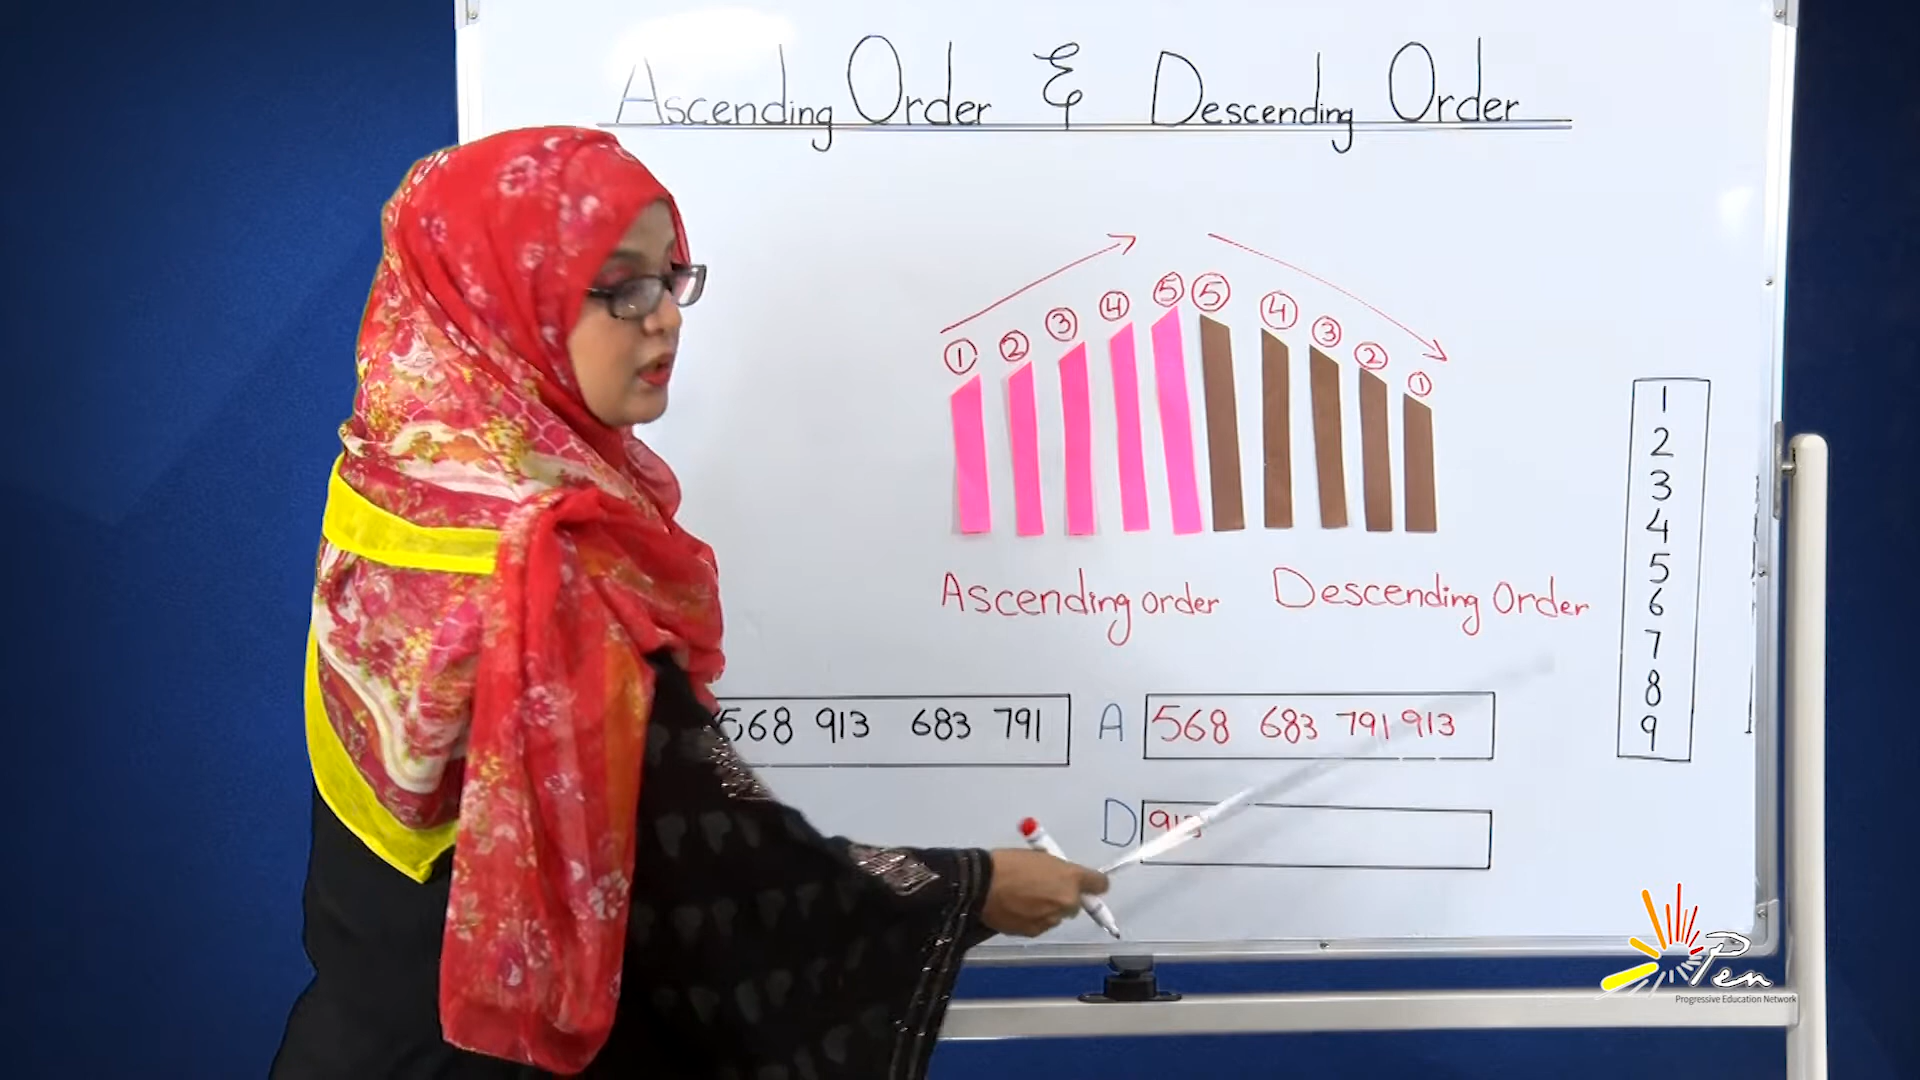 Ascending Order & Descending Order
1 2 3 4 5 5 4 3 2 1
Ascending order Descending Order
1
2
3
4
5
6
7
8
9
568 913 683 791
A 568 683 791 913
D 913
Pen
Progressive Education Network